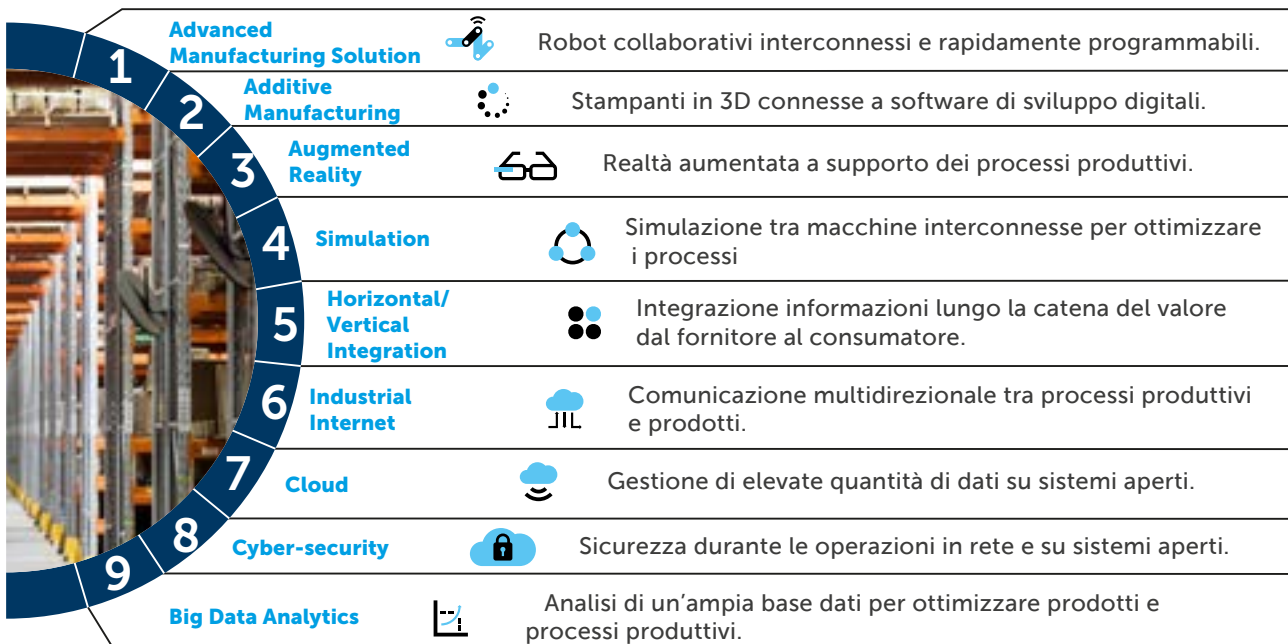 1
Advanced
Manufacturing Solution
Robot collaborativi interconnessi e rapidamente programmabili.
2
Additive
Manufacturing
Stampanti in 3D connesse a software di sviluppo digitali.
3
Augmented
Reality
Realtà aumentata a supporto dei processi produttivi.
4
Simulation
Simulazione tra macchine interconnesse per ottimizzare
i processi
5
Horizontal/
Vertical
Integration
Integrazione informazioni lungo la catena del valore
dal fornitore al consumatore.
6
Industrial
Internet
Comunicazione multidirezionale tra processi produttivi
e prodotti.
7
Cloud
Gestione di elevate quantità di dati su sistemi aperti.
8
Cyber-security
Sicurezza durante le operazioni in rete e su sistemi aperti.
9
Big Data Analytics
Analisi di un’ampia base dati per ottimizzare prodotti e
processi produttivi.